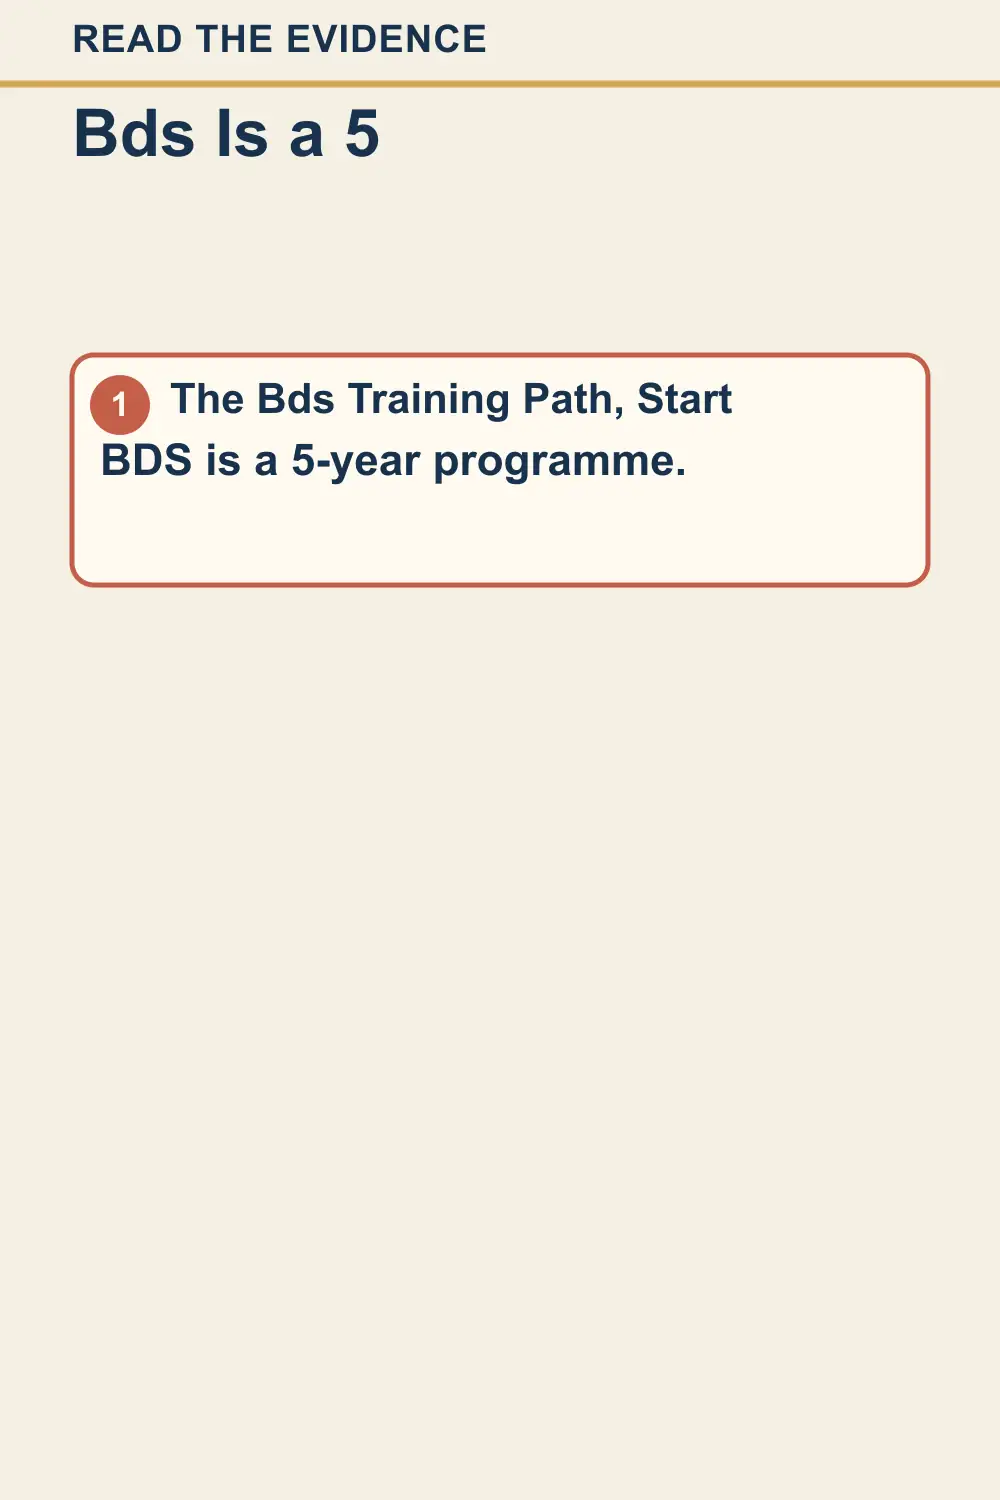 READ THE EVIDENCE
Bds Is a 5
1 The Bds Training Path, Start
BDS is a 5-year programme.